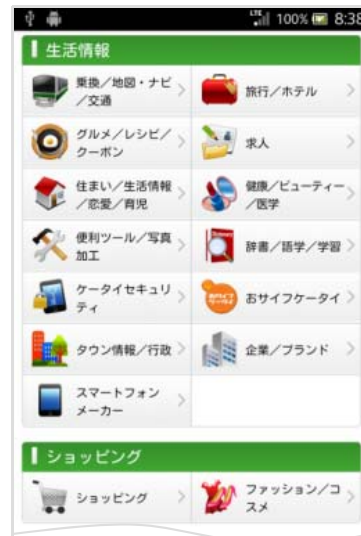 LTE 100% 8:38
生活情報
乗換／地図・ナビ
／交通
旅行／ホテル
グルメ／レシピ／
クーポン
求人
住まい／生活情報
／恋愛／育児
健康／ビューティー
／医学
便利ツール／写真
加工
辞書／語学／学習
ケータイセキュリ
ティ
おサイフケータイ
タウン情報／行政
企業／ブランド
スマートフォン
メーカー
ショッピング
ショッピング
ファッション／コ
スメ